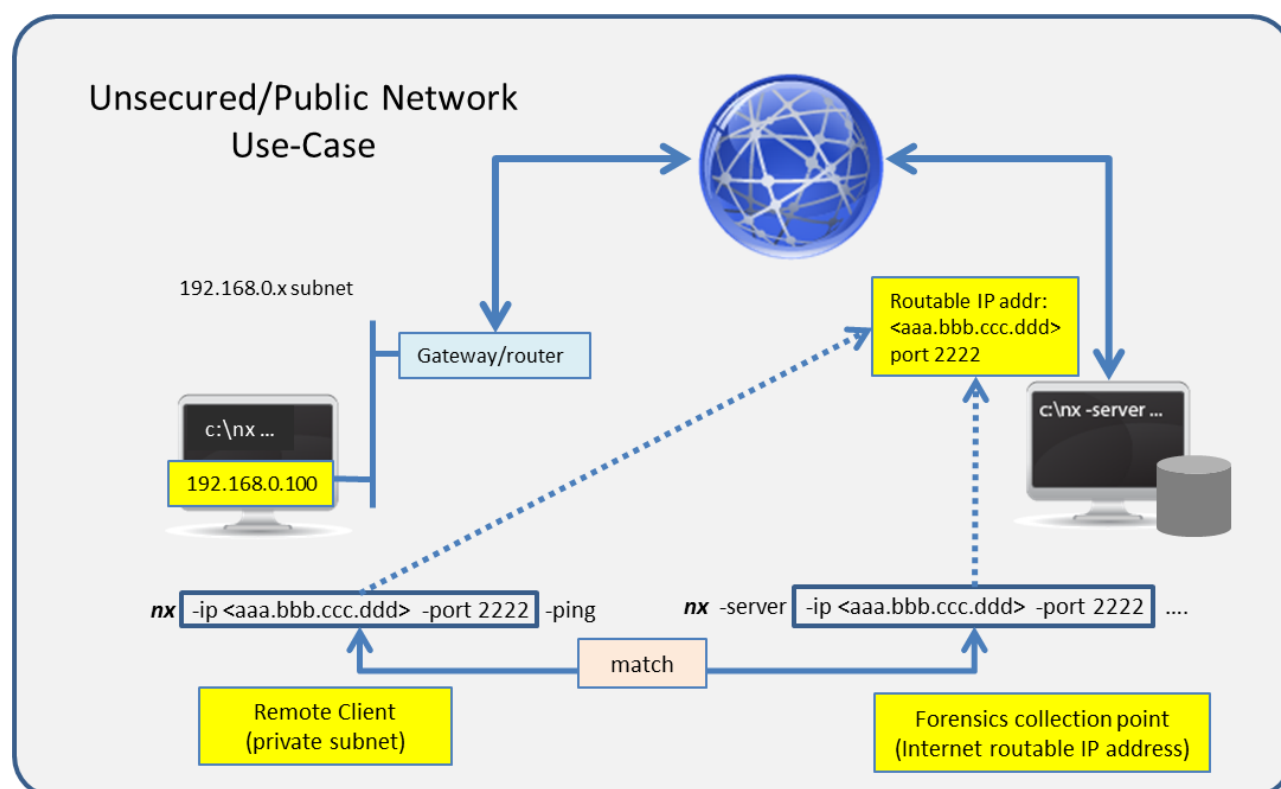 Unsecured/Public Network
Use-Case
192.168.0.x subnet
Gateway/router
Routable IP addr:
<aaa.bbb.ccc.ddd>
port 2222
c:\nx ...
192.168.0.100
c:\nx -server ...
nx -ip <aaa.bbb.ccc.ddd> -port 2222 -ping
nx -server -ip <aaa.bbb.ccc.ddd> -port 2222 ....
match
Remote Client
(private subnet)
Forensics collection point
(Internet routable IP address)